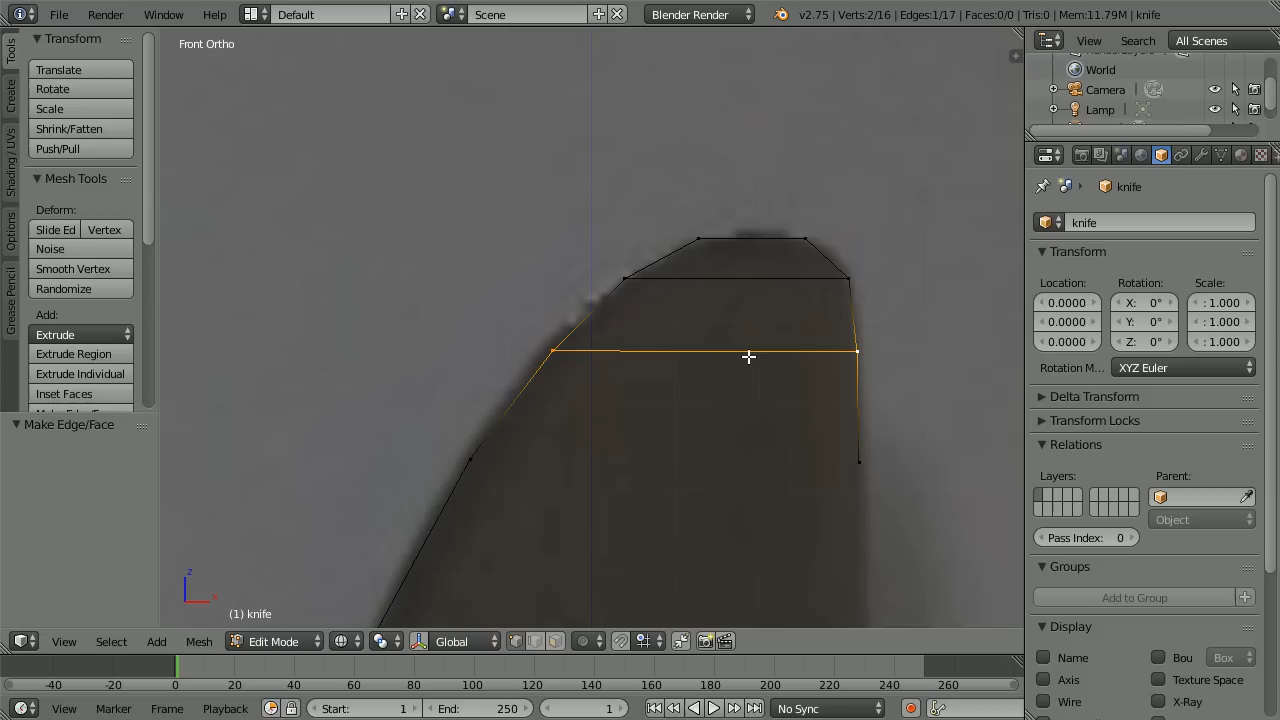 File Render Window Help Default Scene Blender Render v2.75 | Verts:2/16 | Edges:1/17 | Faces:0/0 | Tris:0 | Mem:11.79M | knife
Tools
Create
Shading / UVs
Options
Grease Pencil
Transform
Translate
Rotate
Scale
Shrink/Fatten
Push/Pull
Mesh Tools
Deform:
Slide Ed Vertex
Noise
Smooth Vertex
Randomize
Add:
Extrude
Extrude Region
Extrude Individual
Inset Faces
Make Edge/Face
Front Ortho
z
x
(1) knife
View Select Add Mesh Edit Mode Global
-40 -20 0 20 40 60 80 100 120 140 160 180 200 220 240 260
View Marker Frame Playback Start: 1 End: 250 1 No Sync
View Search All Scenes
World
Camera
Lamp
knife
knife
Transform
Location: Rotation: Scale:
0.0000 X: 0° : 1.000
0.0000 Y: 0° : 1.000
0.0000 Z: 0° : 1.000
Rotation M... XYZ Euler
Delta Transform
Transform Locks
Relations
Layers: Parent:
Object
Pass Index: 0
Groups
Add to Group
Display
Name Bou Box
Axis Texture Space
Wire X-Ray